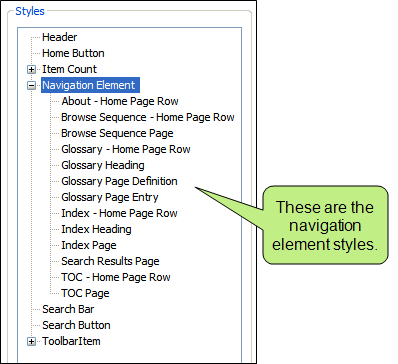 Styles
Header
Home Button
Item Count
Navigation Element
About - Home Page Row
Browse Sequence - Home Page Row
Browse Sequence Page
Glossary - Home Page Row
Glossary Heading
Glossary Page Definition
Glossary Page Entry
Index - Home Page Row
Index Heading
Index Page
Search Results Page
TOC - Home Page Row
TOC Page
Search Bar
Search Button
ToolbarItem
These are the
navigation
element styles.